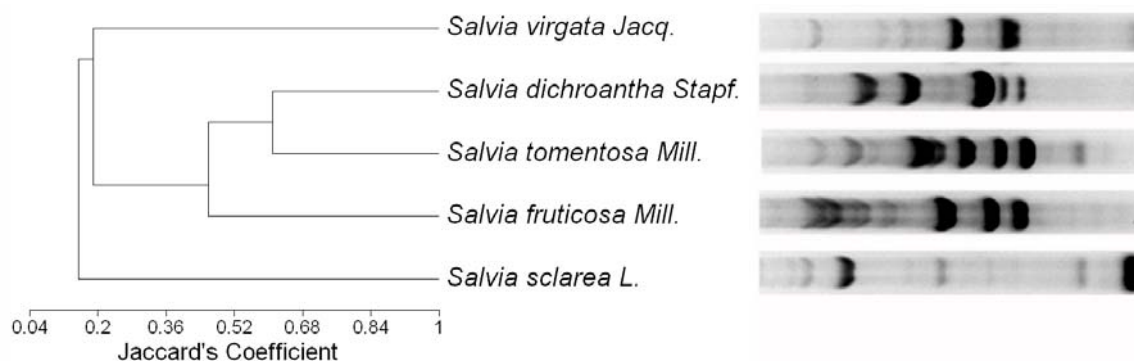 Salvia virgata Jacq.
Salvia dichroantha Stapf.
Salvia tomentosa Mill.
Salvia fruticosa Mill.
Salvia sclarea L.
0.04 0.2 0.36 0.52 0.68 0.84 1
Jaccard's Coefficient